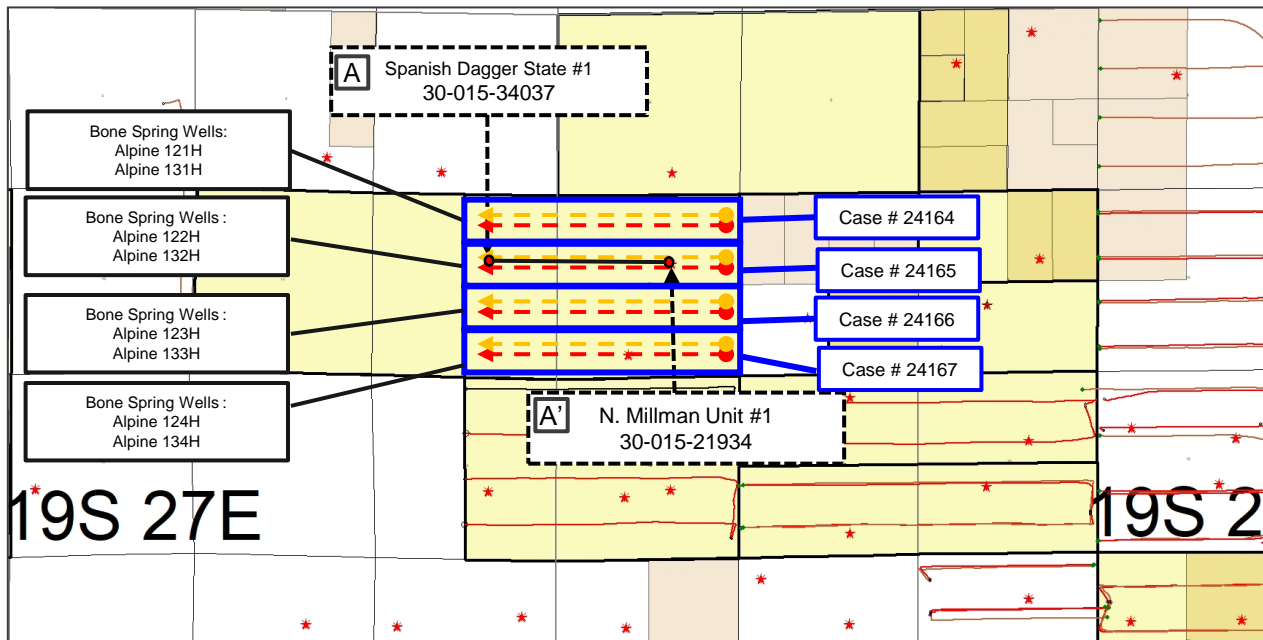 A
Spanish Dagger State #1
30-015-34037
Bone Spring Wells:
Alpine 121H
Alpine 131H
Bone Spring Wells :
Alpine 122H
Alpine 132H
Bone Spring Wells :
Alpine 123H
Alpine 133H
Bone Spring Wells :
Alpine 124H
Alpine 134H
Case # 24164
Case # 24165
Case # 24166
Case # 24167
A’
N. Millman Unit #1
30-015-21934
19S 27E
19S 2